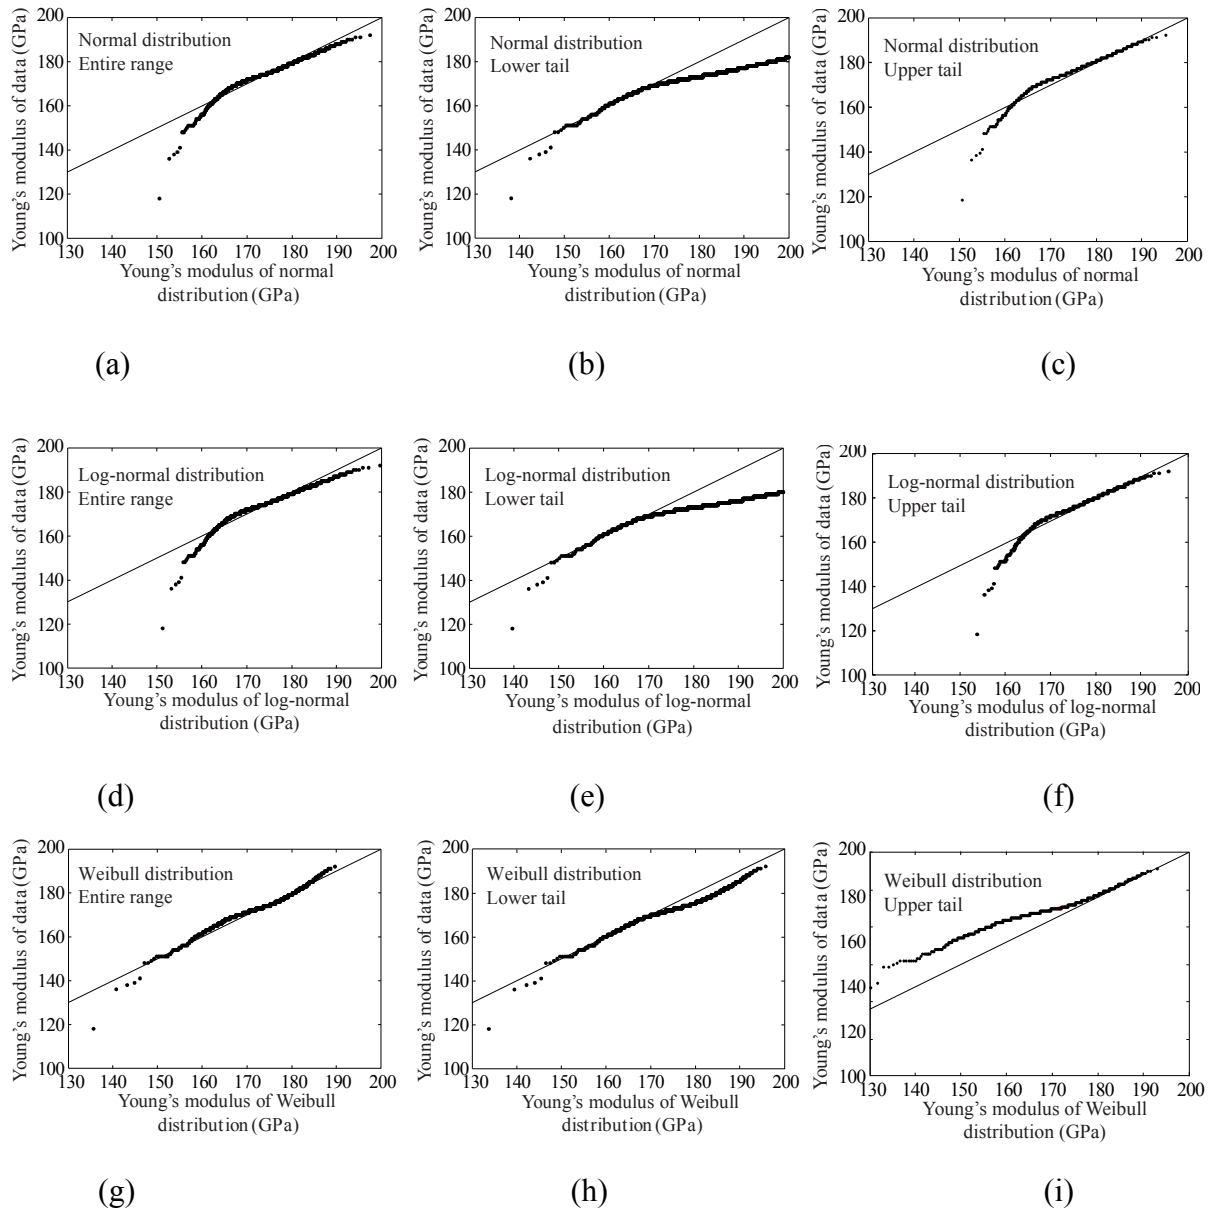 Young's modulus of data (GPa)
200
180
160
140
120
100
Normal distribution
Entire range
130 140 150 160 170 180 190 200
Young's modulus of normal
distribution (GPa)
(a)
Young's modulus of data (GPa)
200
180
160
140
120
100
Normal distribution
Lower tail
130 140 150 160 170 180 190 200
Young's modulus of normal
distribution (GPa)
(b)
Young's modulus of data (GPa)
200
180
160
140
120
100
Normal distribution
Upper tail
130 140 150 160 170 180 190 200
Young's modulus of normal
distribution (GPa)
(c)
Young's modulus of data (GPa)
200
180
160
140
120
100
Log-normal distribution
Entire range
130 140 150 160 170 180 190 200
Young's modulus of log-normal
distribution (GPa)
(d)
Young's modulus of data (GPa)
200
180
160
140
120
100
Log-normal distribution
Lower tail
130 140 150 160 170 180 190 200
Young's modulus of log-normal
distribution (GPa)
(e)
Young's modulus of data (GPa)
200
180
160
140
120
100
Log-normal distribution
Upper tail
130 140 150 160 170 180 190 200
Young's modulus of log-normal
distribution (GPa)
(f)
Young's modulus of data (GPa)
200
180
160
140
120
100
Weibull distribution
Entire range
130 140 150 160 170 180 190 200
Young's modulus of Weibull
distribution (GPa)
(g)
Young's modulus of data (GPa)
200
180
160
140
120
100
Weibull distribution
Lower tail
130 140 150 160 170 180 190 200
Young's modulus of Weibull
distribution (GPa)
(h)
Young's modulus of data (GPa)
200
180
160
140
120
100
Weibull distribution
Upper tail
130 140 150 160 170 180 190 200
Young's modulus of Weibull
distribution (GPa)
(i)